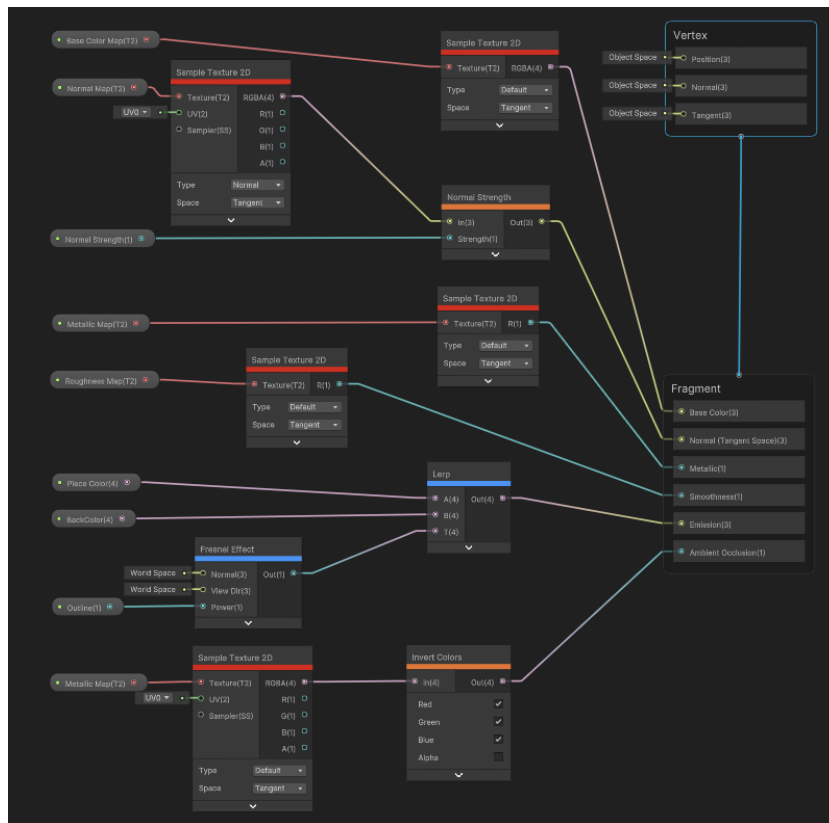 Base Color Map(T2)
Sample Texture 2D
Texture(T2) RGBA(4)
Type Default
Space Tangent
Vertex
Object Space Position(3)
Object Space Normal(3)
Object Space Tangent(3)
Normal Map(T2)
UV0
Sample Texture 2D
Texture(T2) RGBA(4)
UV(2) R(1)
Sampler(SS) G(1)
B(1)
A(1)
Type Normal
Space Tangent
Normal Strength(1)
Normal Strength
In(3) Out(3)
Strength(1)
Metallic Map(T2)
Sample Texture 2D
Texture(T2) R(1)
Type Default
Space Tangent
Roughness Map(T2)
Sample Texture 2D
Texture(T2) R(1)
Type Default
Space Tangent
Fragment
Base Color(3)
Normal (Tangent Space)(3)
Metallic(1)
Smoothness(1)
Emission(3)
Ambient Occlusion(1)
Piece Color(4)
BackColor(4)
Lerp
A(4) Out(4)
B(4)
T(4)
Fresnel Effect
World Space Normal(3) Out(1)
World Space View Dir(3)
Outline(1) Power(1)
Metallic Map(T2)
UV0
Sample Texture 2D
Texture(T2) RGBA(4)
UV(2) R(1)
Sampler(SS) G(1)
B(1)
A(1)
Type Default
Space Tangent
Invert Colors
In(4) Out(4)
Red
Green
Blue
Alpha